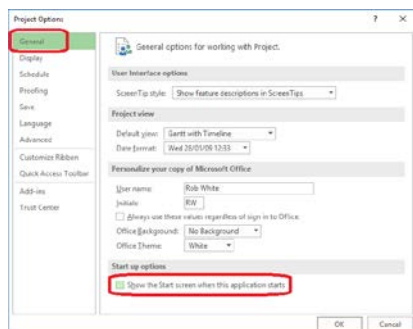 Project Options ? X
General
Display
Schedule
Proofing
Save
Language
Advanced
Customize Ribbon
Quick Access Toolbar
Add-ins
Trust Center
General options for working with Project.
User Interface options
ScreenTip style: Show feature descriptions in ScreenTips
Project view
Default view: Gantt with Timeline
Date format: Wed 28/01/09 12:33
Personalize your copy of Microsoft Office
User name: Rob White
Initials: RW
Always use these values regardless of sign in to Office.
Office Background: No Background
Office Theme: White
Start up options
Show the Start screen when this application starts
OK Cancel